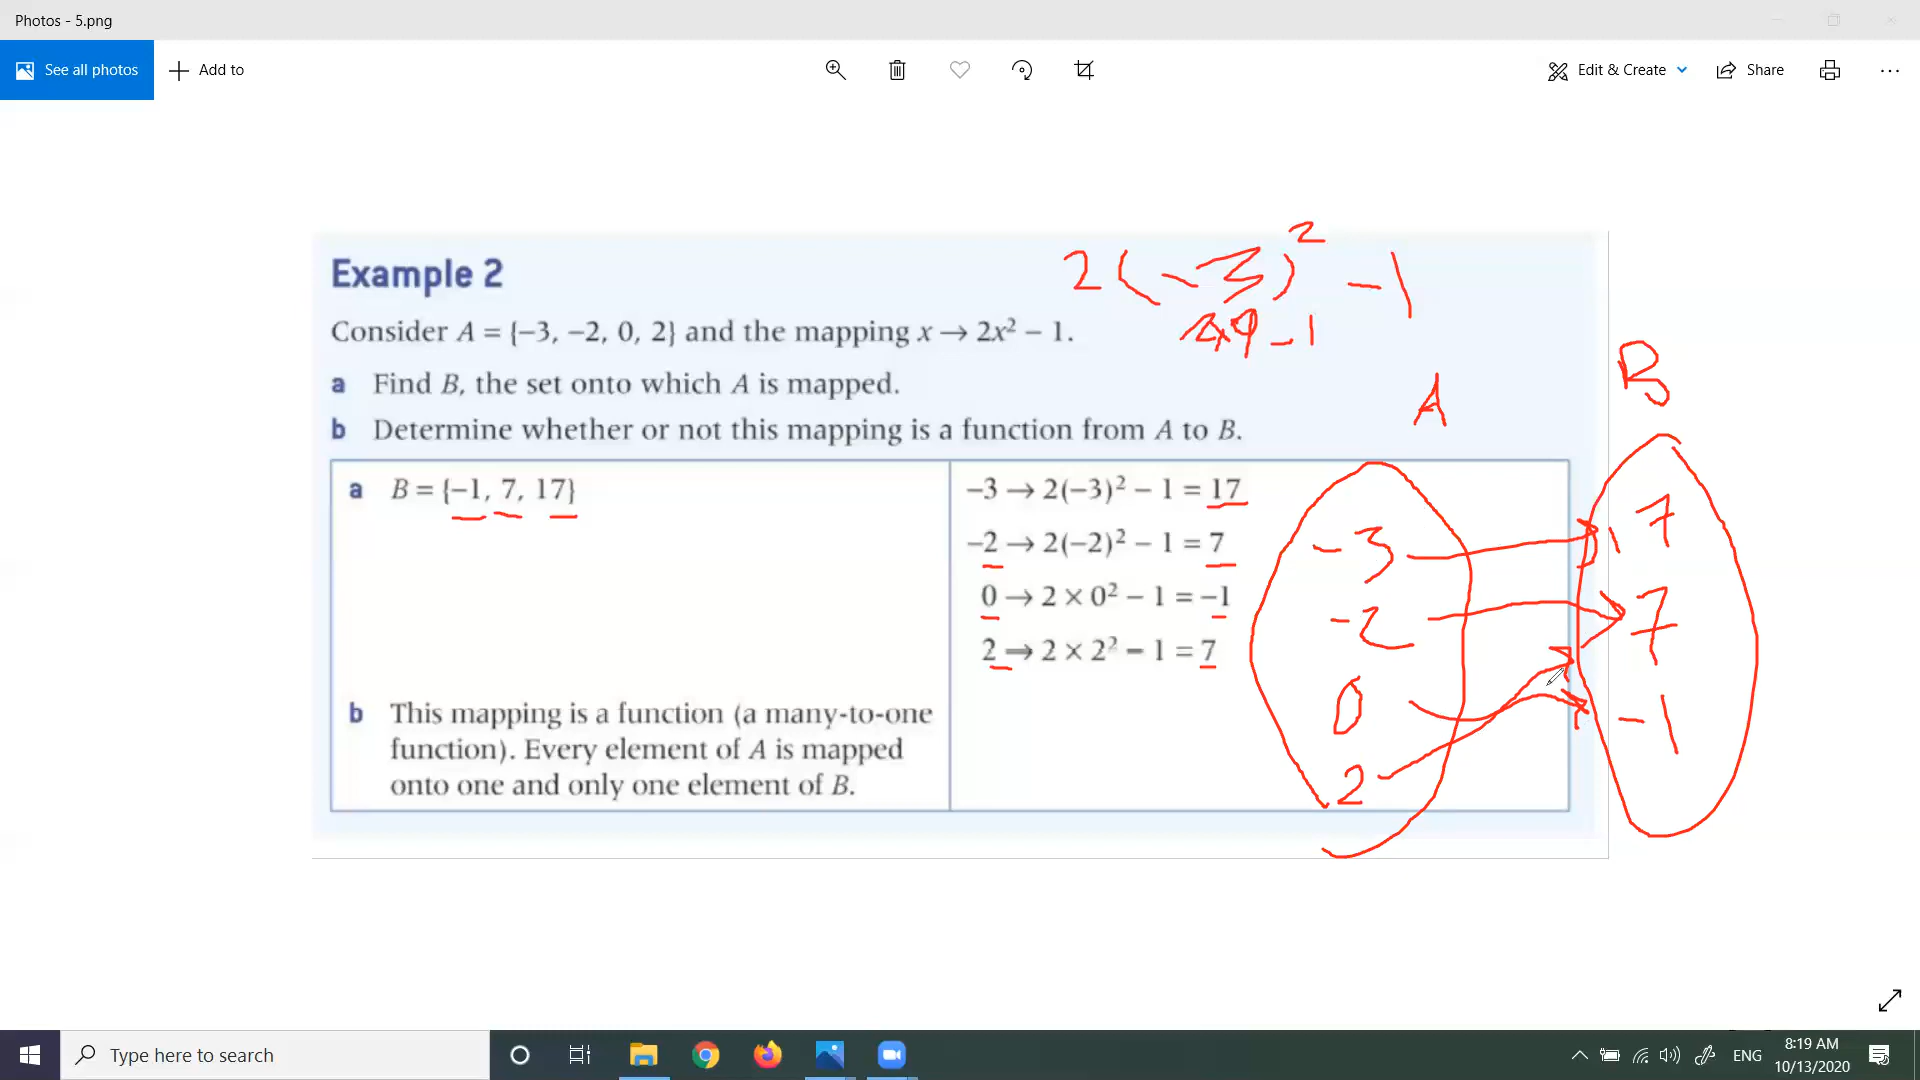 Photos - 5.png
See all photos
Add to
Edit & Create
Share
Example 2
2(-3)² -1
Consider A = {−3, −2, 0, 2} and the mapping x → 2x² − 1.
2x9 -1
a Find B, the set onto which A is mapped.
A
B
b Determine whether or not this mapping is a function from A to B.
a B = {−1, 7, 17}
−3 → 2(−3)² − 1 = 17
−2 → 2(−2)² − 1 = 7
0 → 2 × 0² − 1 = −1
2 → 2 × 2² − 1 = 7
b This mapping is a function (a many-to-one
function). Every element of A is mapped
onto one and only one element of B.
-3
-2
0
2
17
7
-1
Type here to search
ENG
8:19 AM
10/13/2020